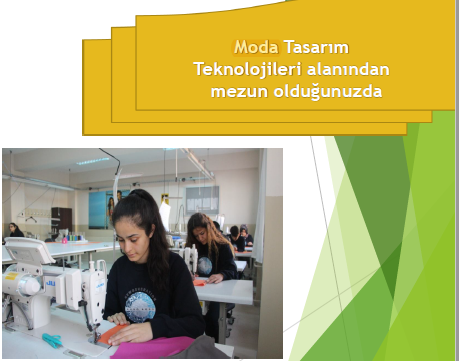 Moda Tasarım
Teknolojileri alanından
mezun olduğunuzda